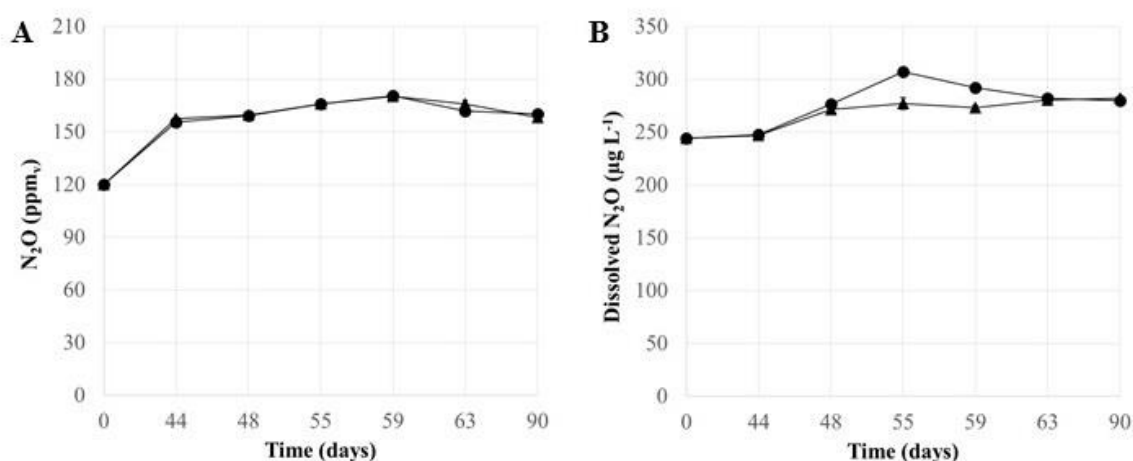 A
N₂O (ppmᵥ)
210
180
150
120
90
60
30
0
0 44 48 55 59 63 90
Time (days)
B
Dissolved N₂O (µg L⁻¹)
350
300
250
200
150
100
50
0
0 44 48 55 59 63 90
Time (days)